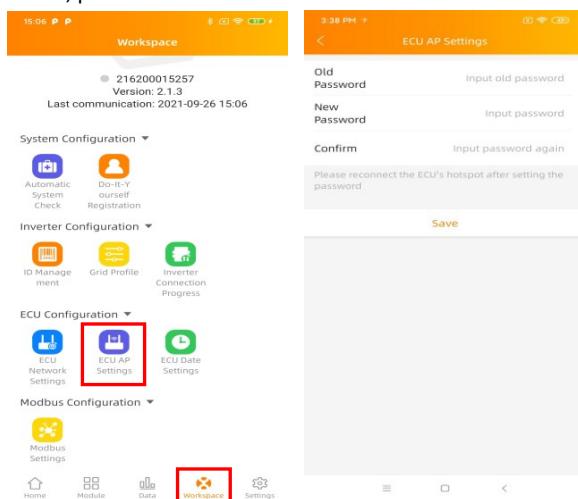 15:06
Workspace
216200015257
Version: 2.1.3
Last communication: 2021-09-26 15:06
System Configuration
Automatic
System
Check
Do-It-Y
ourself
Registration
Inverter Configuration
ID Manage
ment
Grid Profile
Inverter
Connection
Progress
ECU Configuration
ECU
Network
Settings
ECU AP
Settings
ECU Date
Settings
Modbus Configuration
Modbus
Settings
Home
Module
Data
Workspace
Settings
3:38 PM
ECU AP Settings
Old
Password
Input old password
New
Password
Input password
Confirm
Input password again
Please reconnect the ECU's hotspot after setting the
password
Save